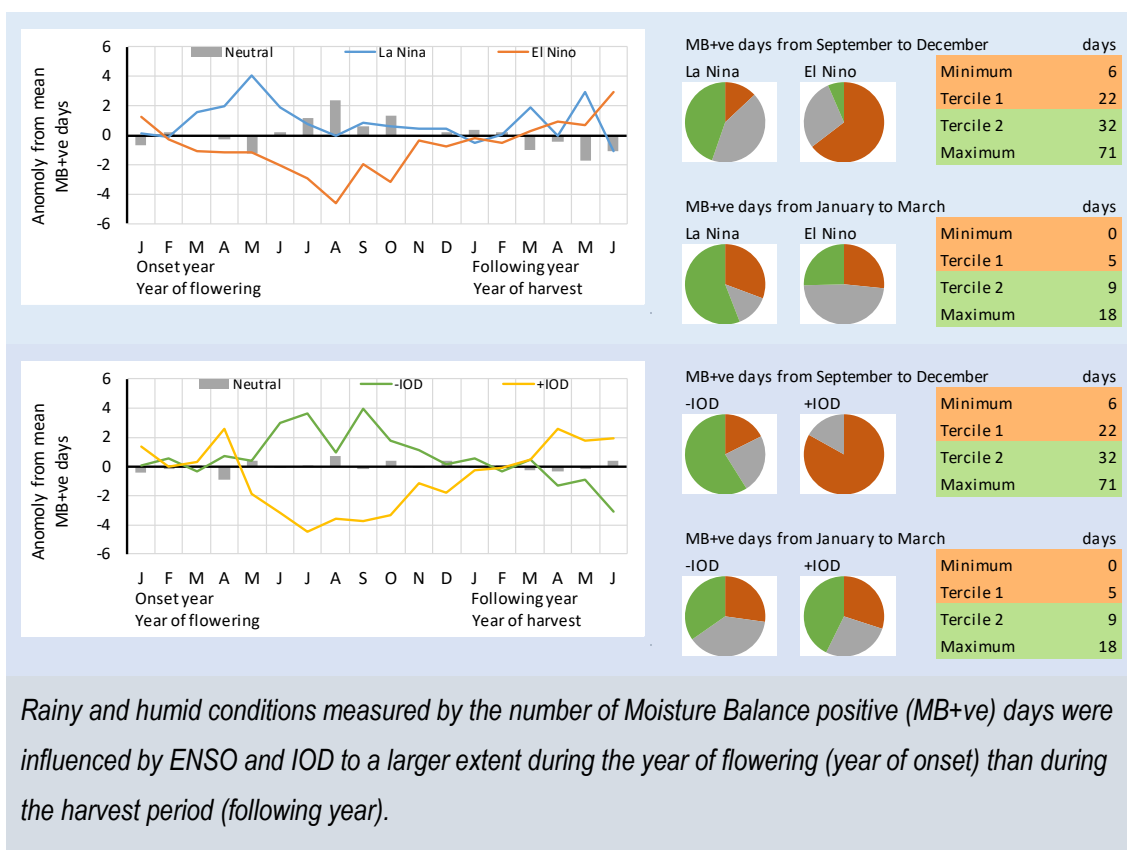 Neutral La Nina El Nino
6
4
2
0
-2
-4
-6
Anomoly from mean
MB+ve days
J F M A M J J A S O N D J F M A M J
Onset year Following year
Year of flowering Year of harvest
MB+ve days from September to December days
La Nina El Nino
Minimum 6
Tercile 1 22
Tercile 2 32
Maximum 71
MB+ve days from January to March days
La Nina El Nino
Minimum 0
Tercile 1 5
Tercile 2 9
Maximum 18
Neutral -IOD +IOD
6
4
2
0
-2
-4
-6
Anomoly from mean
MB+ve days
J F M A M J J A S O N D J F M A M J
Onset year Following year
Year of flowering Year of harvest
MB+ve days from September to December days
-IOD +IOD
Minimum 6
Tercile 1 22
Tercile 2 32
Maximum 71
MB+ve days from January to March days
-IOD +IOD
Minimum 0
Tercile 1 5
Tercile 2 9
Maximum 18
Rainy and humid conditions measured by the number of Moisture Balance positive (MB+ve) days were
influenced by ENSO and IOD to a larger extent during the year of flowering (year of onset) than during
the harvest period (following year).